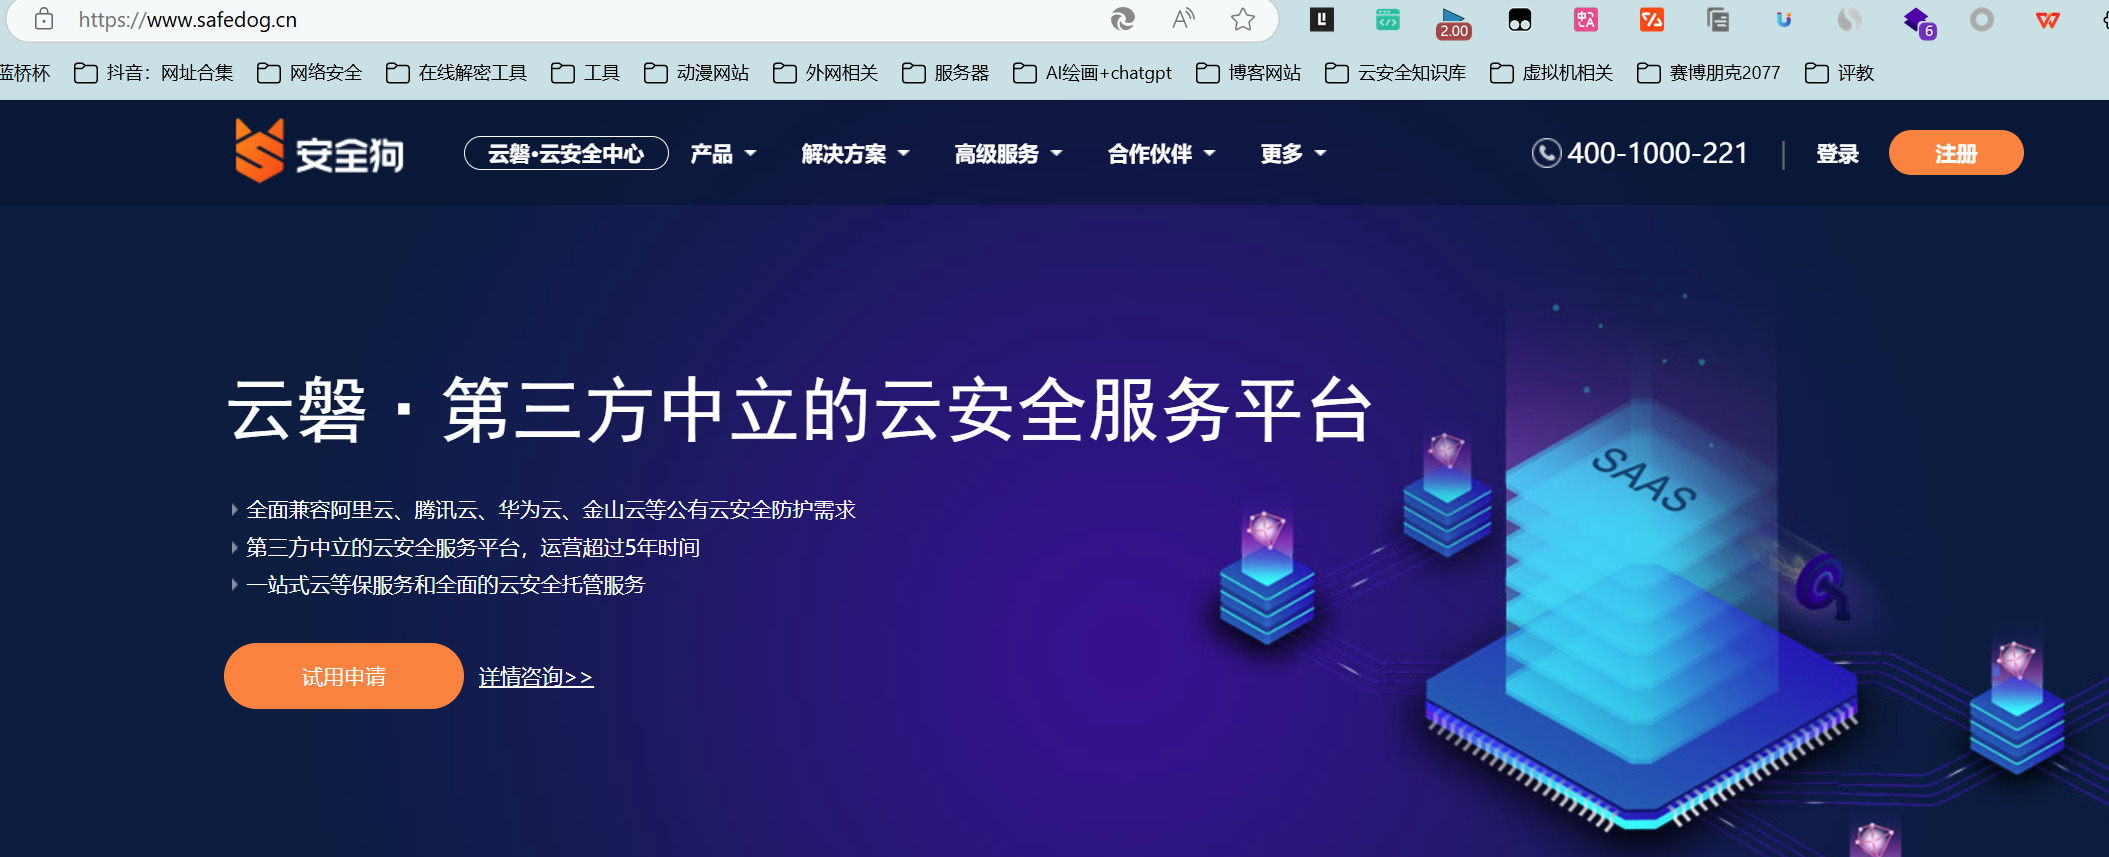 https://www.safedog.cn
2.00
6
蓝桥杯 抖音：网址合集 网络安全 在线解密工具 工具 动漫网站 外网相关 服务器 AI绘画+chatgpt 博客网站 云安全知识库 虚拟机相关 赛博朋克2077 评教
安全狗 云磐·云安全中心 产品 解决方案 高级服务 合作伙伴 更多 400-1000-221 登录 注册
云磐·第三方中立的云安全服务平台
全面兼容阿里云、腾讯云、华为云、金山云等公有云安全防护需求
第三方中立的云安全服务平台，运营超过5年时间
一站式云等保服务和全面的云安全托管服务
试用申请 详情咨询>>
SAAS